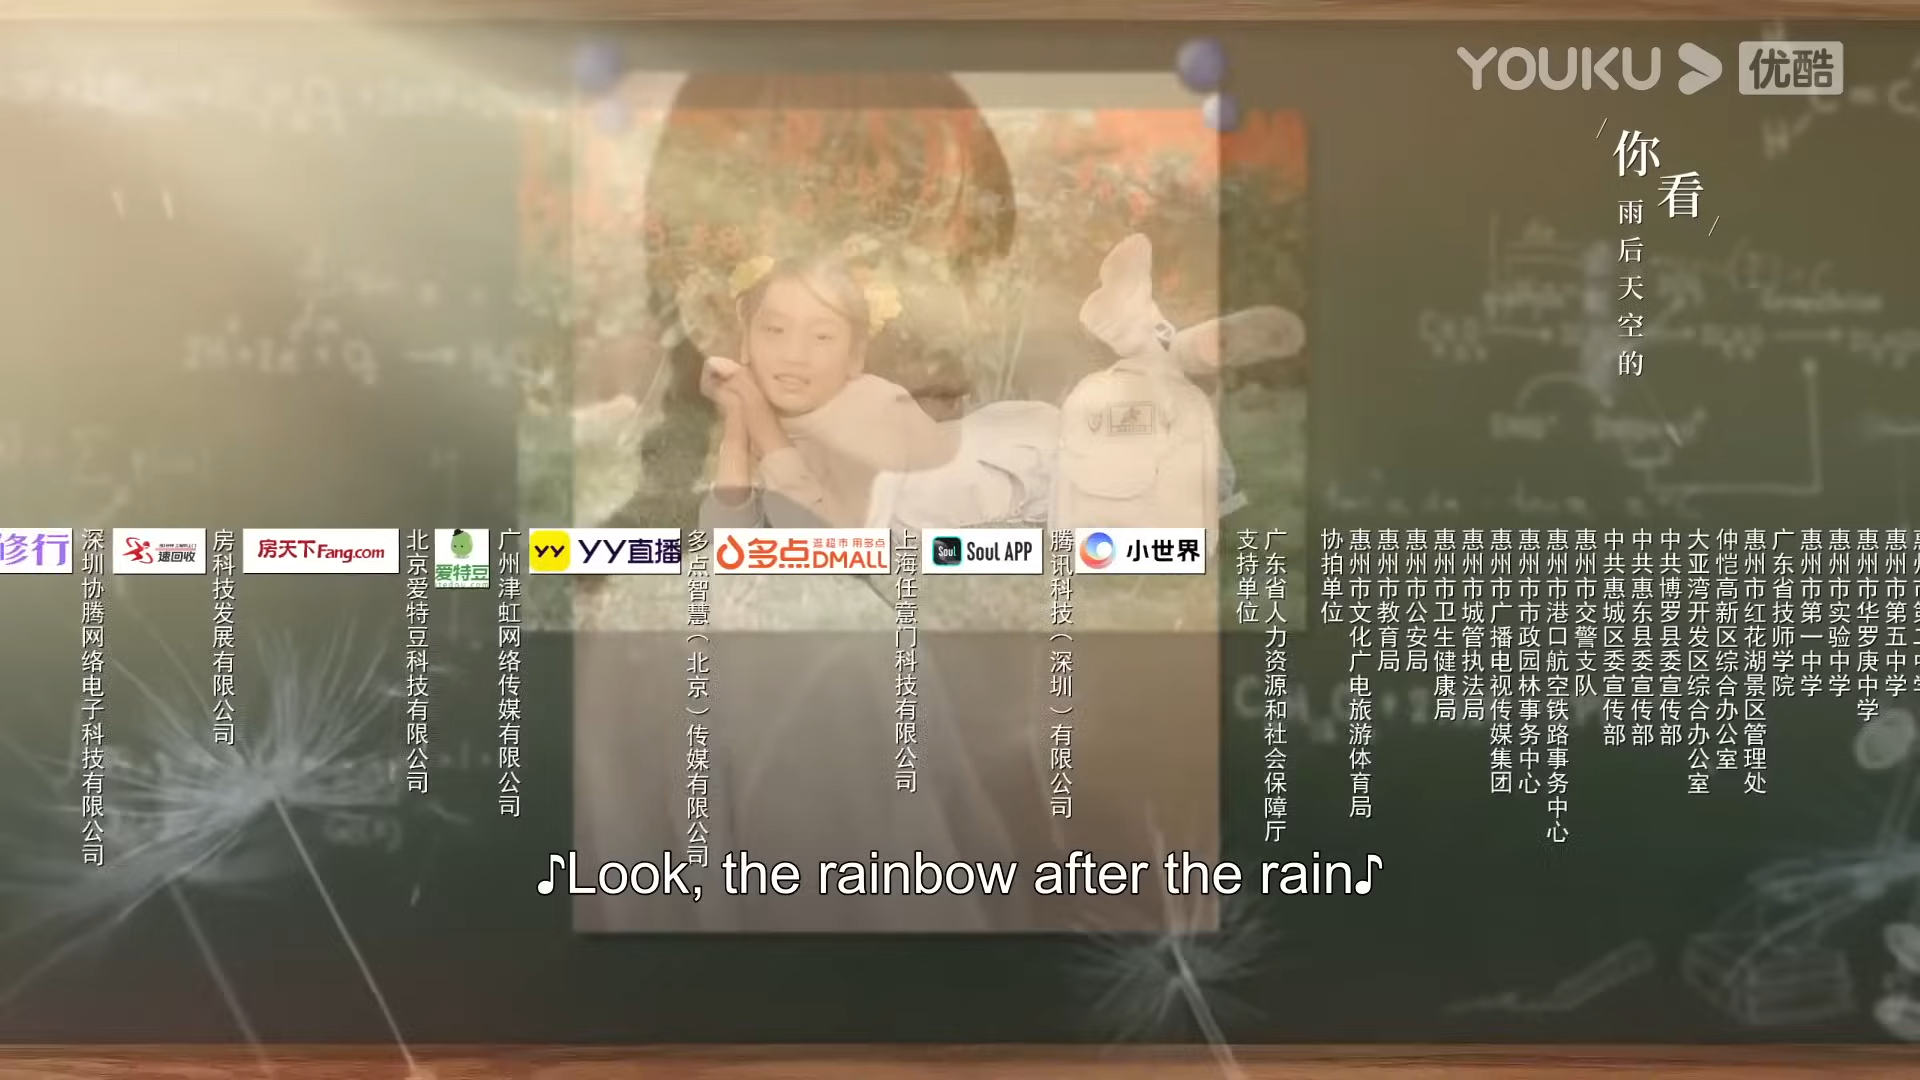 YOUKU 优酷
你看
雨后天空的
修行
深圳协腾网络电子科技有限公司
速回收
房科技发展有限公司
房天下Fang.com
北京爱特豆科技有限公司
爱特豆
广州津虹网络传媒有限公司
YY YY直播
多点智慧（北京）传媒有限公司
多点 逛超市用多点 DMALL
上海任意门科技有限公司
Soul Soul APP
腾讯科技（深圳）有限公司
小世界
支持单位
广东省人力资源和社会保障厅
协拍单位
惠州市文化广电旅游体育局
惠州市教育局
惠州市公安局
惠州市卫生健康局
惠州市城管执法局
惠州市广播电视传媒集团
惠州市市政园林事务中心
惠州市港口航空铁路事务中心
惠州市交警支队
中共惠城区委宣传部
中共惠东县委宣传部
中共博罗县委宣传部
大亚湾开发区综合办公室
仲恺高新区综合办公室
惠州市红花湖景区管理处
广东省技师学院
惠州市第一中学
惠州市实验中学
惠州市华罗庚中学
惠州市第五中学
♪Look, the rainbow after the rain♪